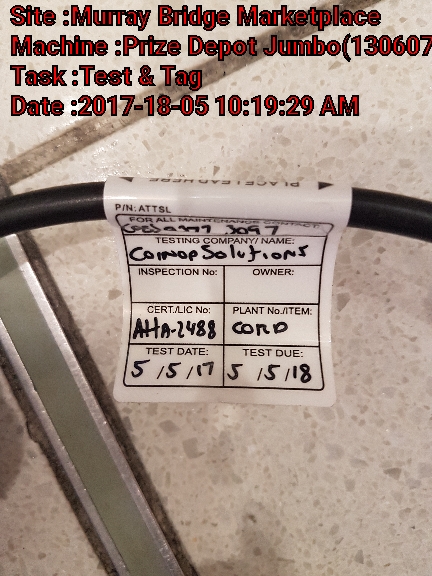 Site :Murray Bridge Marketplace
Machine :Prize Depot Jumbo(130607
Task :Test & Tag
Date :2017-18-05 10:19:29 AM
PLACE LEAD HERE
P/N: ATTSL
FOR ALL MAINTENANCE CONTACT:
TESTING COMPANY/ NAME:
Coinop Solutions
INSPECTION No: OWNER:
CERT./LIC No: PLANT No./ITEM:
AHA-2488 CORD
TEST DATE: TEST DUE:
5/5/17 5/5/18